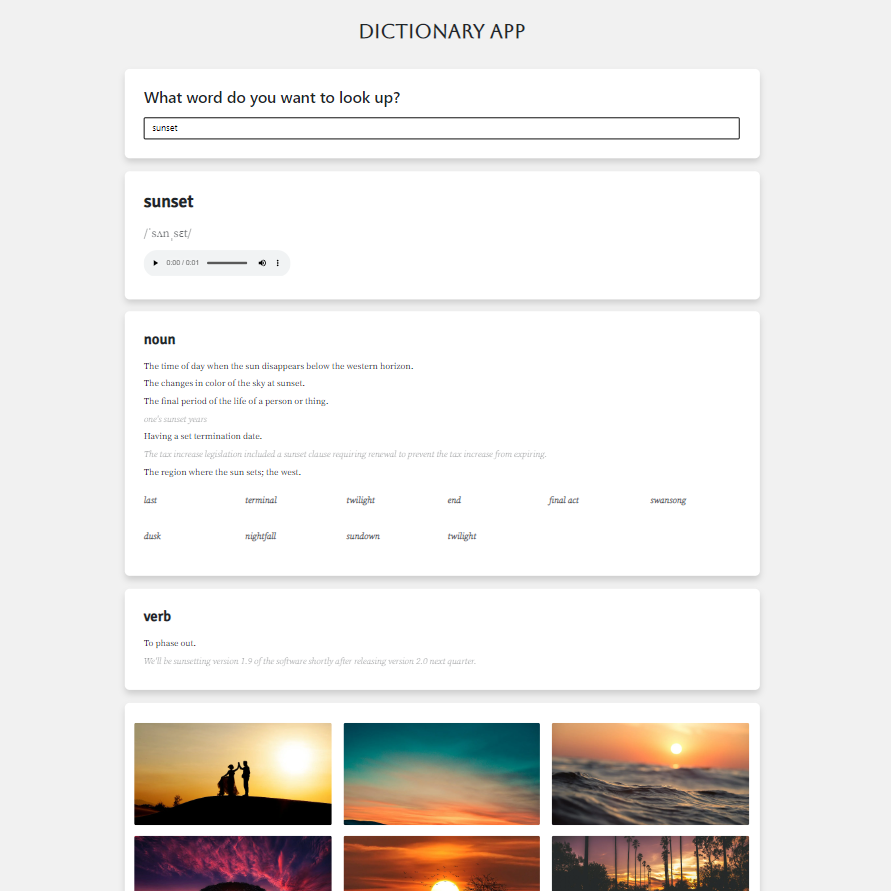 DICTIONARY APP
What word do you want to look up?
sunset
sunset
/ˈsʌnˌsɛt/
0:00 / 0:01
noun
The time of day when the sun disappears below the western horizon.
The changes in color of the sky at sunset.
The final period of the life of a person or thing.
one's sunset years
Having a set termination date.
The tax increase legislation included a sunset clause requiring renewal to prevent the tax increase from expiring.
The region where the sun sets; the west.
last terminal twilight end final act swansong
dusk nightfall sundown twilight
verb
To phase out.
We'll be sunsetting version 1.9 of the software shortly after releasing version 2.0 next quarter.